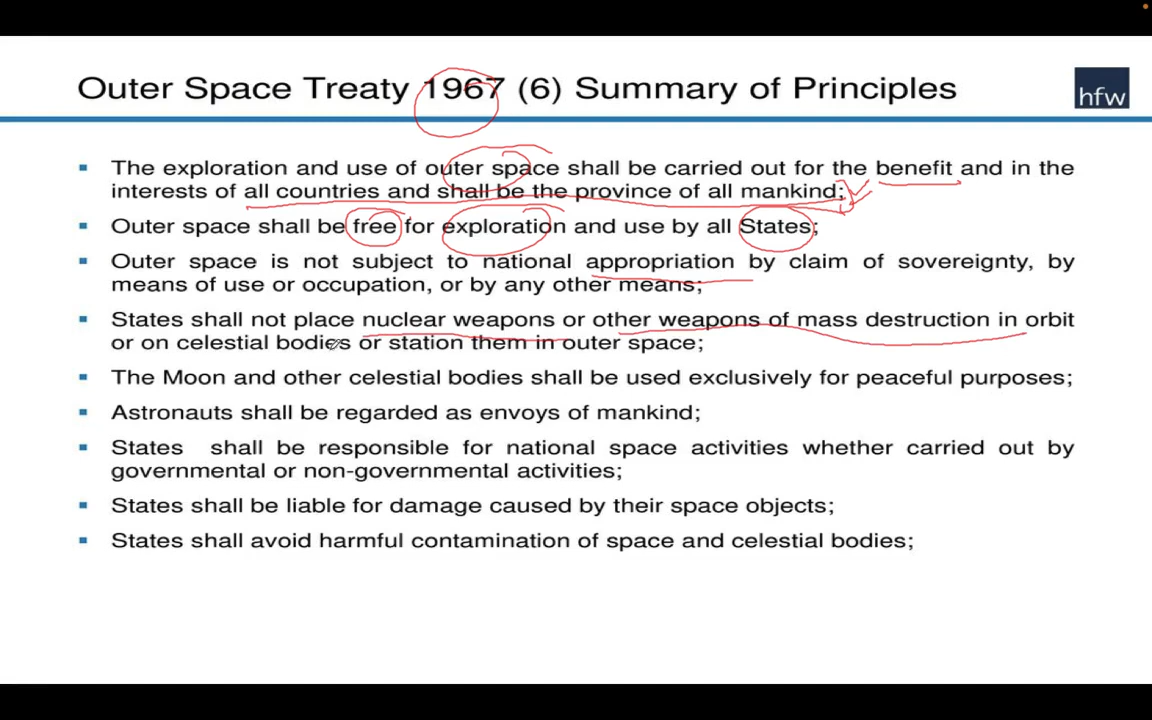 Outer Space Treaty 1967 (6) Summary of Principles
hfw
▪ The exploration and use of outer space shall be carried out for the benefit and in the
interests of all countries and shall be the province of all mankind;
▪ Outer space shall be free for exploration and use by all States;
▪ Outer space is not subject to national appropriation by claim of sovereignty, by
means of use or occupation, or by any other means;
▪ States shall not place nuclear weapons or other weapons of mass destruction in orbit
or on celestial bodies or station them in outer space;
▪ The Moon and other celestial bodies shall be used exclusively for peaceful purposes;
▪ Astronauts shall be regarded as envoys of mankind;
▪ States shall be responsible for national space activities whether carried out by
governmental or non-governmental activities;
▪ States shall be liable for damage caused by their space objects;
▪ States shall avoid harmful contamination of space and celestial bodies;